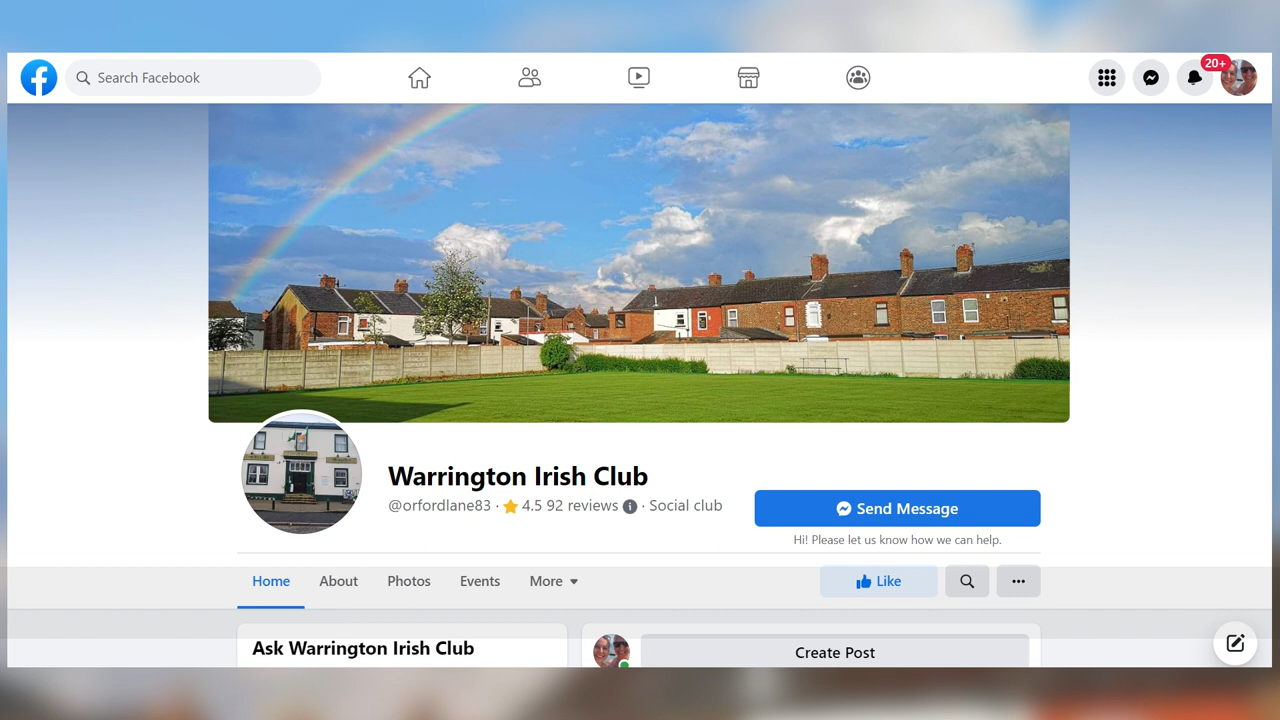 Search Facebook
20+
Warrington Irish Club
@orfordlane83 · 4.5 92 reviews · Social club
Send Message
Hi! Please let us know how we can help.
Home About Photos Events More
Like
Ask Warrington Irish Club
Create Post